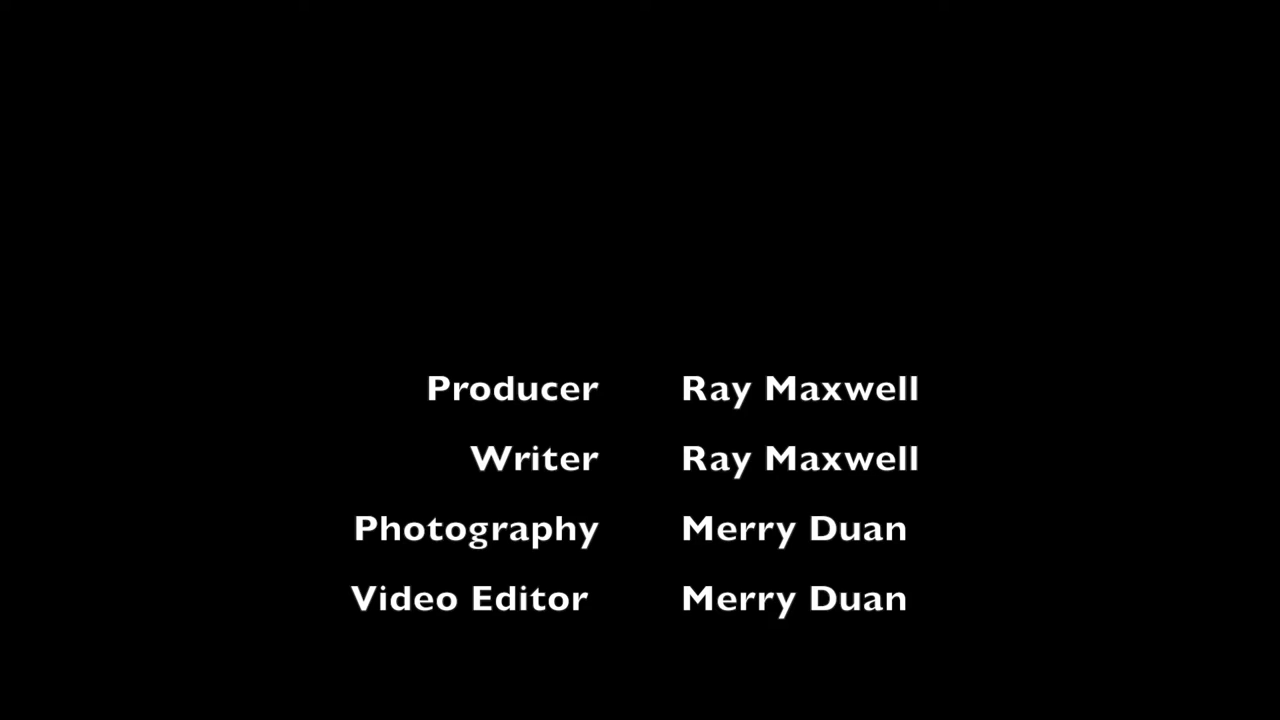 Producer Ray Maxwell
Writer Ray Maxwell
Photography Merry Duan
Video Editor Merry Duan